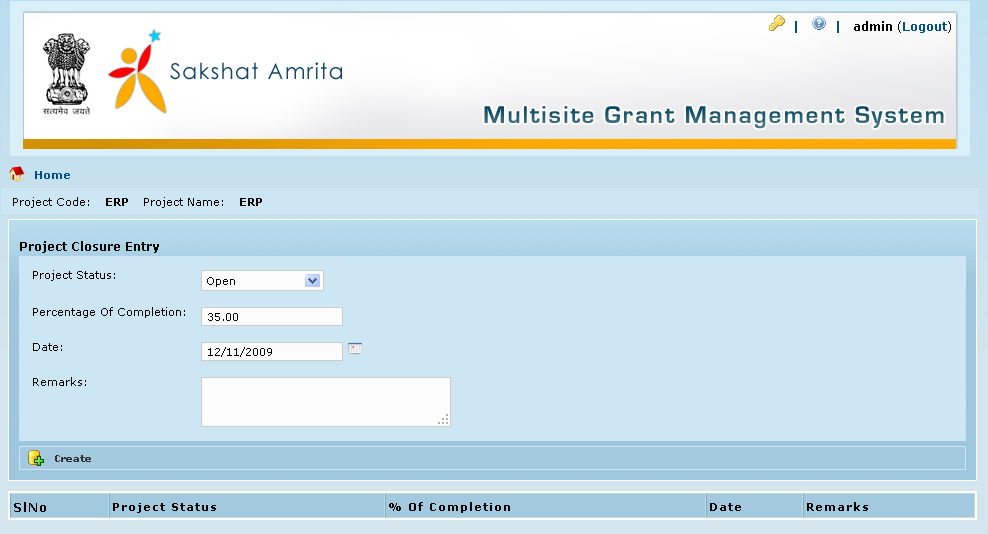 admin (Logout)
सत्यमेव जयते
Sakshat Amrita
Multisite Grant Management System
Home
Project Code: ERP Project Name: ERP
Project Closure Entry
Project Status: Open
Percentage Of Completion: 35.00
Date: 12/11/2009
Remarks:
Create
SlNo Project Status % Of Completion Date Remarks